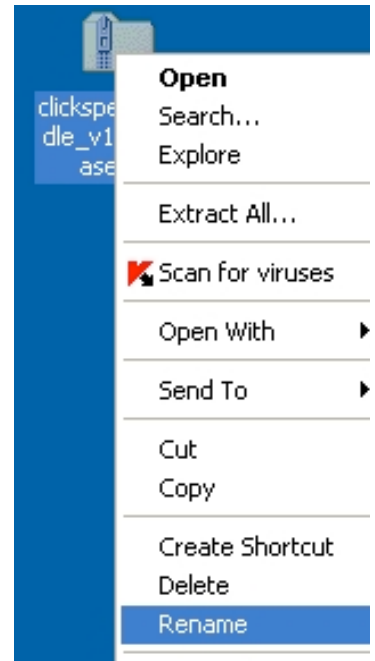 clickspe
dle_v1
ase
Open
Search...
Explore
Extract All...
Scan for viruses
Open With
Send To
Cut
Copy
Create Shortcut
Delete
Rename